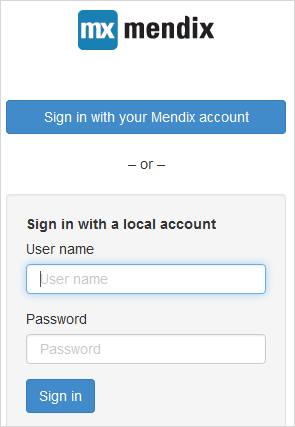 mx mendix
Sign in with your Mendix account
– or –
Sign in with a local account
User name
User name
Password
Password
Sign in